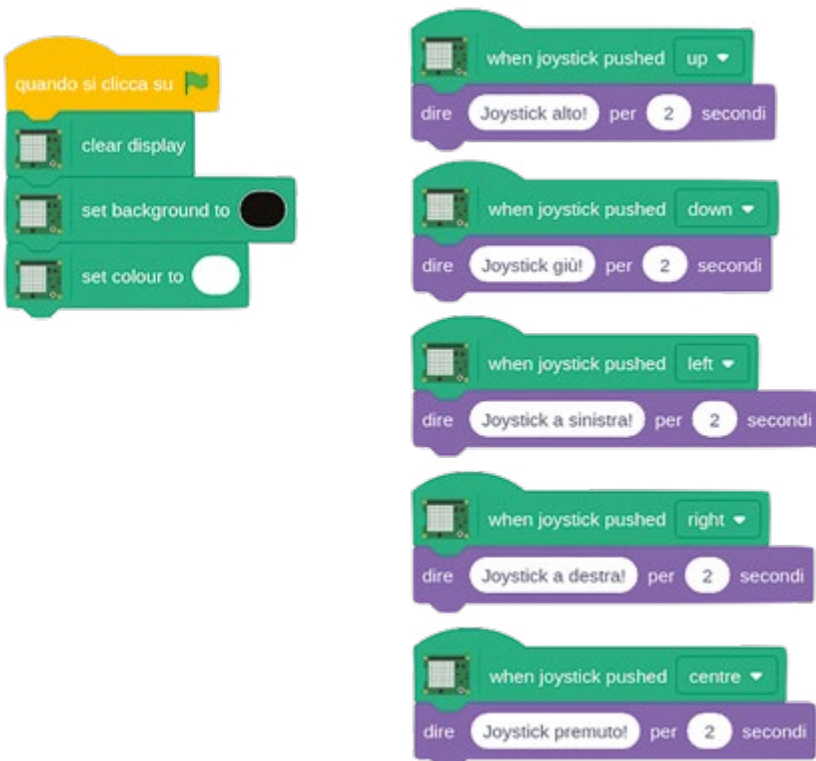 quando si clicca su
clear display
set background to
set colour to
when joystick pushed up
dire Joystick alto! per 2 secondi
when joystick pushed down
dire Joystick giù! per 2 secondi
when joystick pushed left
dire Joystick a sinistra! per 2 secondi
when joystick pushed right
dire Joystick a destra! per 2 secondi
when joystick pushed centre
dire Joystick premuto! per 2 secondi